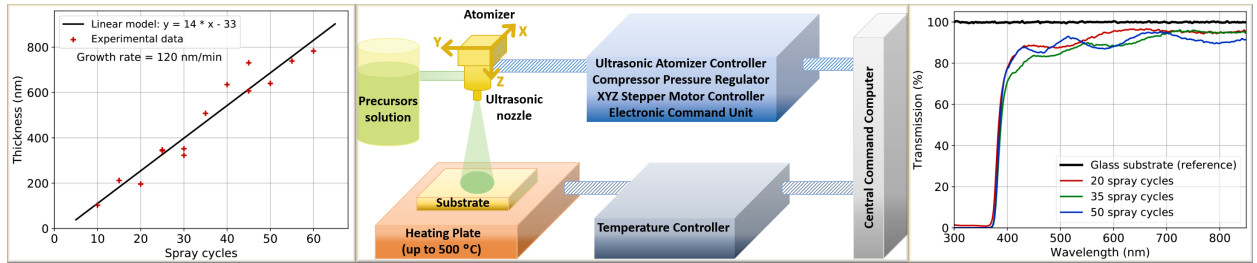 Linear model: y = 14 * x - 33
Experimental data
Growth rate = 120 nm/min
Thickness (nm)
800
600
400
200
0
0 10 20 30 40 50 60
Spray cycles
Atomizer
X
Y
Z
Precursors
solution
Ultrasonic
nozzle
Ultrasonic Atomizer Controller
Compressor Pressure Regulator
XYZ Stepper Motor Controller
Electronic Command Unit
Substrate
Heating Plate
(up to 500 °C)
Temperature Controller
Central Command Computer
Transmission (%)
100
80
60
40
20
0
Glass substrate (reference)
20 spray cycles
35 spray cycles
50 spray cycles
300 400 500 600 700 800
Wavelength (nm)